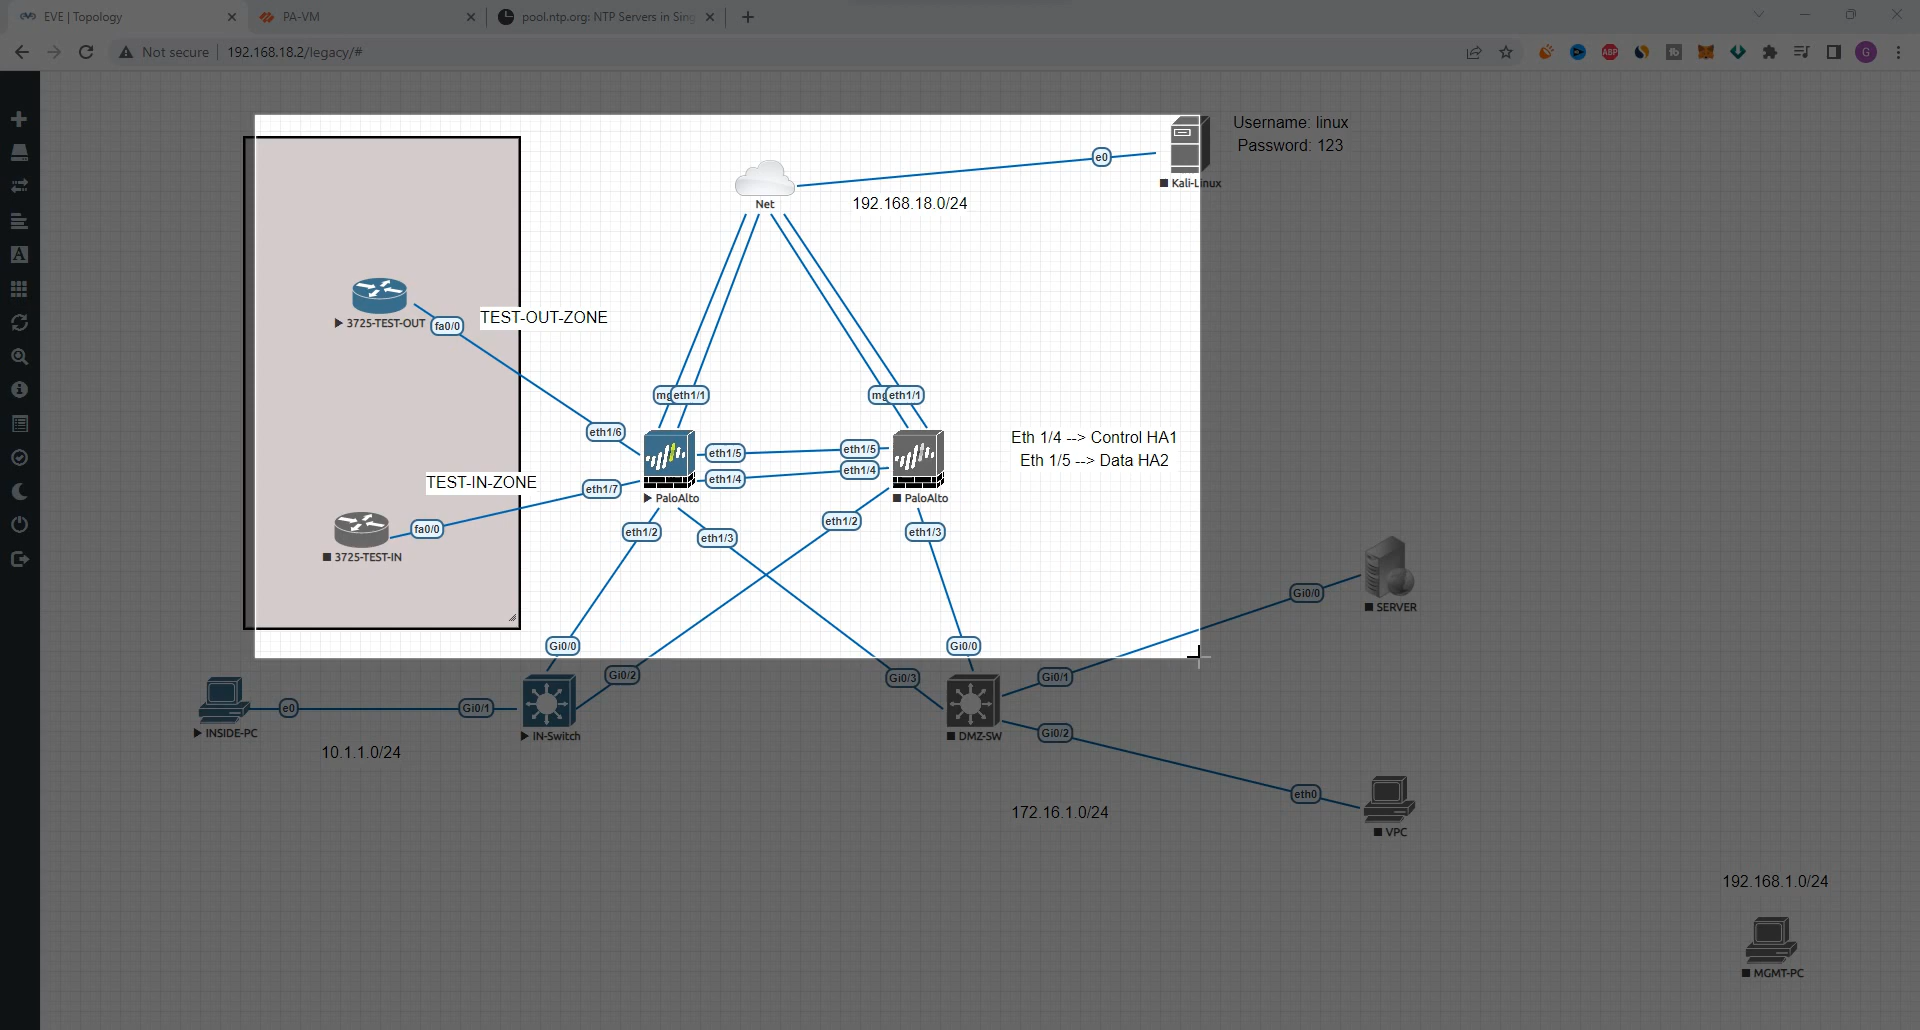 EVE | Topology
PA-VM
pool.ntp.org: NTP Servers in Sing
Not secure
192.168.18.2/legacy/#
ABP
G
Username: linux
Password: 123
e0
Kali-Linux
Net
192.168.18.0/24
3725-TEST-OUT
fa0/0
TEST-OUT-ZONE
mg
eth1/1
mg
eth1/1
eth1/6
Eth 1/4 --> Control HA1
Eth 1/5 --> Data HA2
eth1/5
eth1/5
eth1/4
eth1/4
TEST-IN-ZONE
eth1/7
PaloAlto
PaloAlto
fa0/0
3725-TEST-IN
eth1/2
eth1/3
eth1/2
eth1/3
Gi0/0
SERVER
Gi0/0
Gi0/0
Gi0/2
Gi0/3
Gi0/1
e0
Gi0/1
INSIDE-PC
IN-Switch
DMZ-SW
Gi0/2
10.1.1.0/24
eth0
172.16.1.0/24
VPC
192.168.1.0/24
MGMT-PC